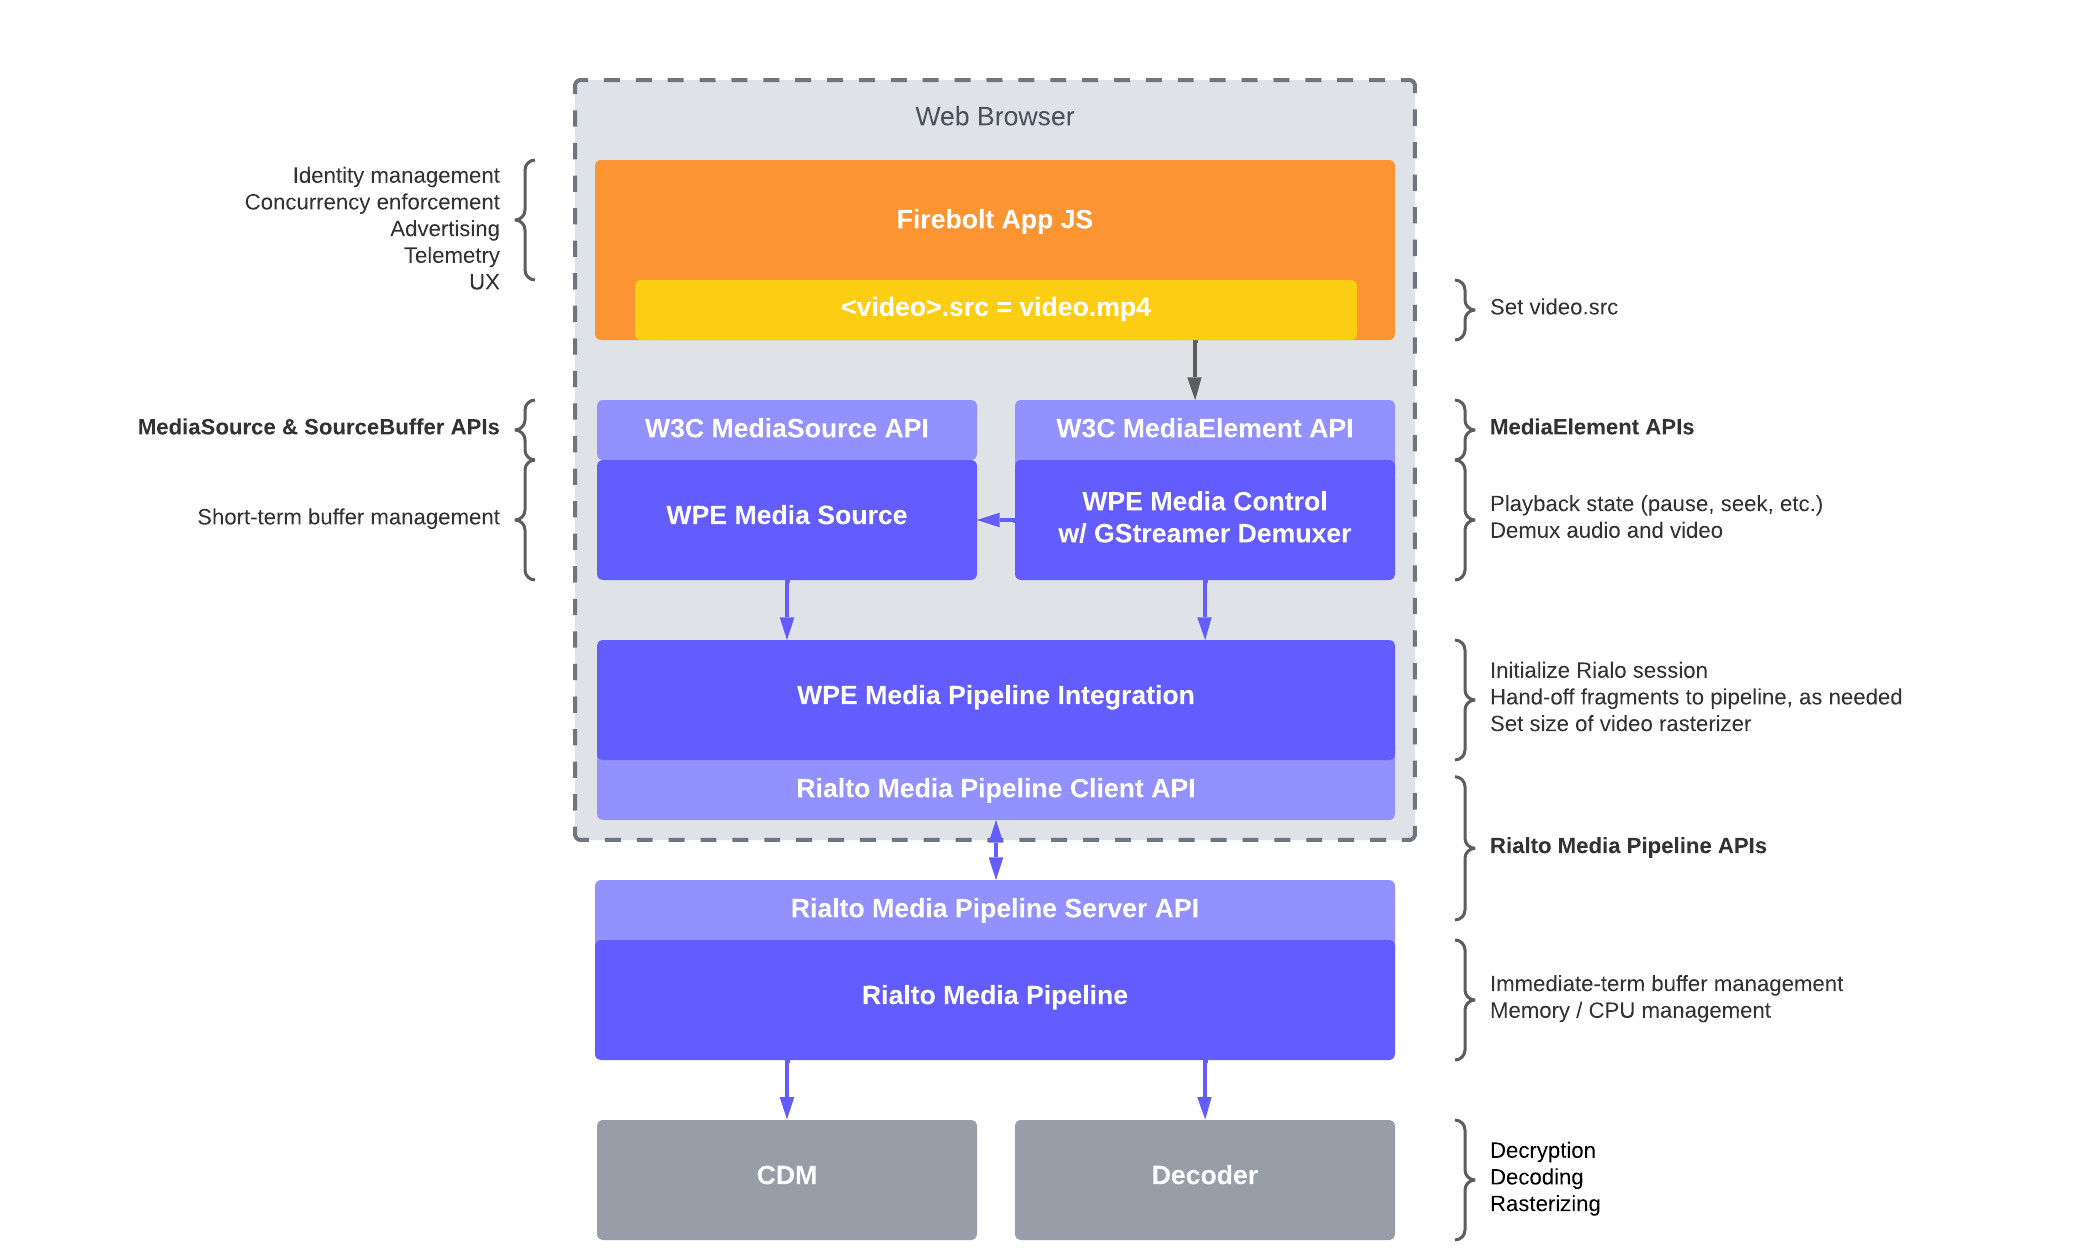 Web Browser
Identity management
Concurrency enforcement
Advertising
Telemetry
UX
Firebolt App JS
<video>.src = video.mp4
Set video.src
MediaSource & SourceBuffer APIs
W3C MediaSource API
W3C MediaElement API
MediaElement APIs
Short-term buffer management
WPE Media Source
WPE Media Control
w/ GStreamer Demuxer
Playback state (pause, seek, etc.)
Demux audio and video
WPE Media Pipeline Integration
Initialize Rialo session
Hand-off fragments to pipeline, as needed
Set size of video rasterizer
Rialto Media Pipeline Client API
Rialto Media Pipeline APIs
Rialto Media Pipeline Server API
Rialto Media Pipeline
Immediate-term buffer management
Memory / CPU management
CDM
Decoder
Decryption
Decoding
Rasterizing